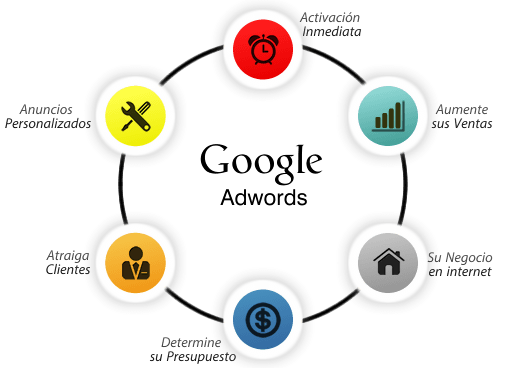 Activación
Inmediata
Anuncios
Personalizados
Aumente
sus Ventas
Google
Adwords
Atraiga
Clientes
Su Negocio
en internet
Determine
su Presupuesto